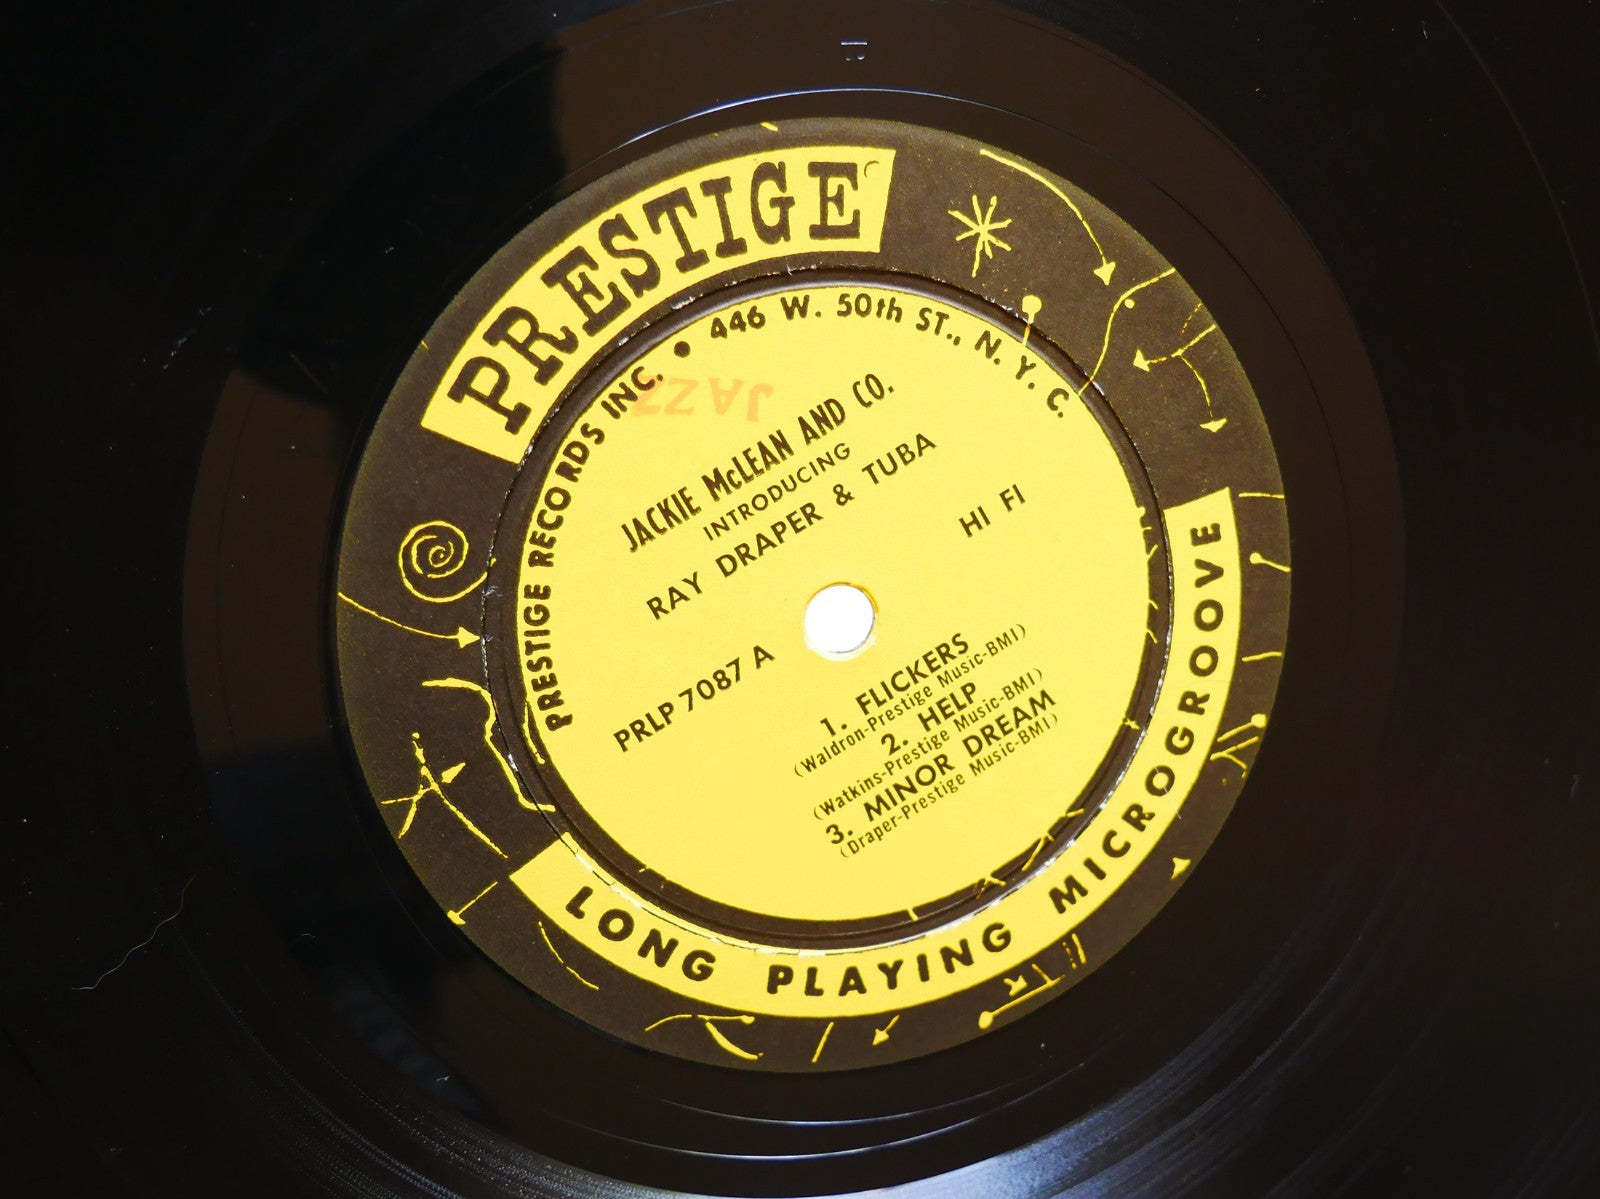 PRESTIGE
PRESTIGE RECORDS INC. • 446 W. 50th ST., N. Y. C.
JAZZ
JACKIE McLEAN AND CO.
INTRODUCING
RAY DRAPER & TUBA
HI FI
PRLP 7087 A
1. FLICKERS
(Waldron-Prestige Music-BMI)
2. HELP
(Watkins-Prestige Music-BMI)
3. MINOR DREAM
(Draper-Prestige Music-BMI)
LONG PLAYING MICROGROOVE